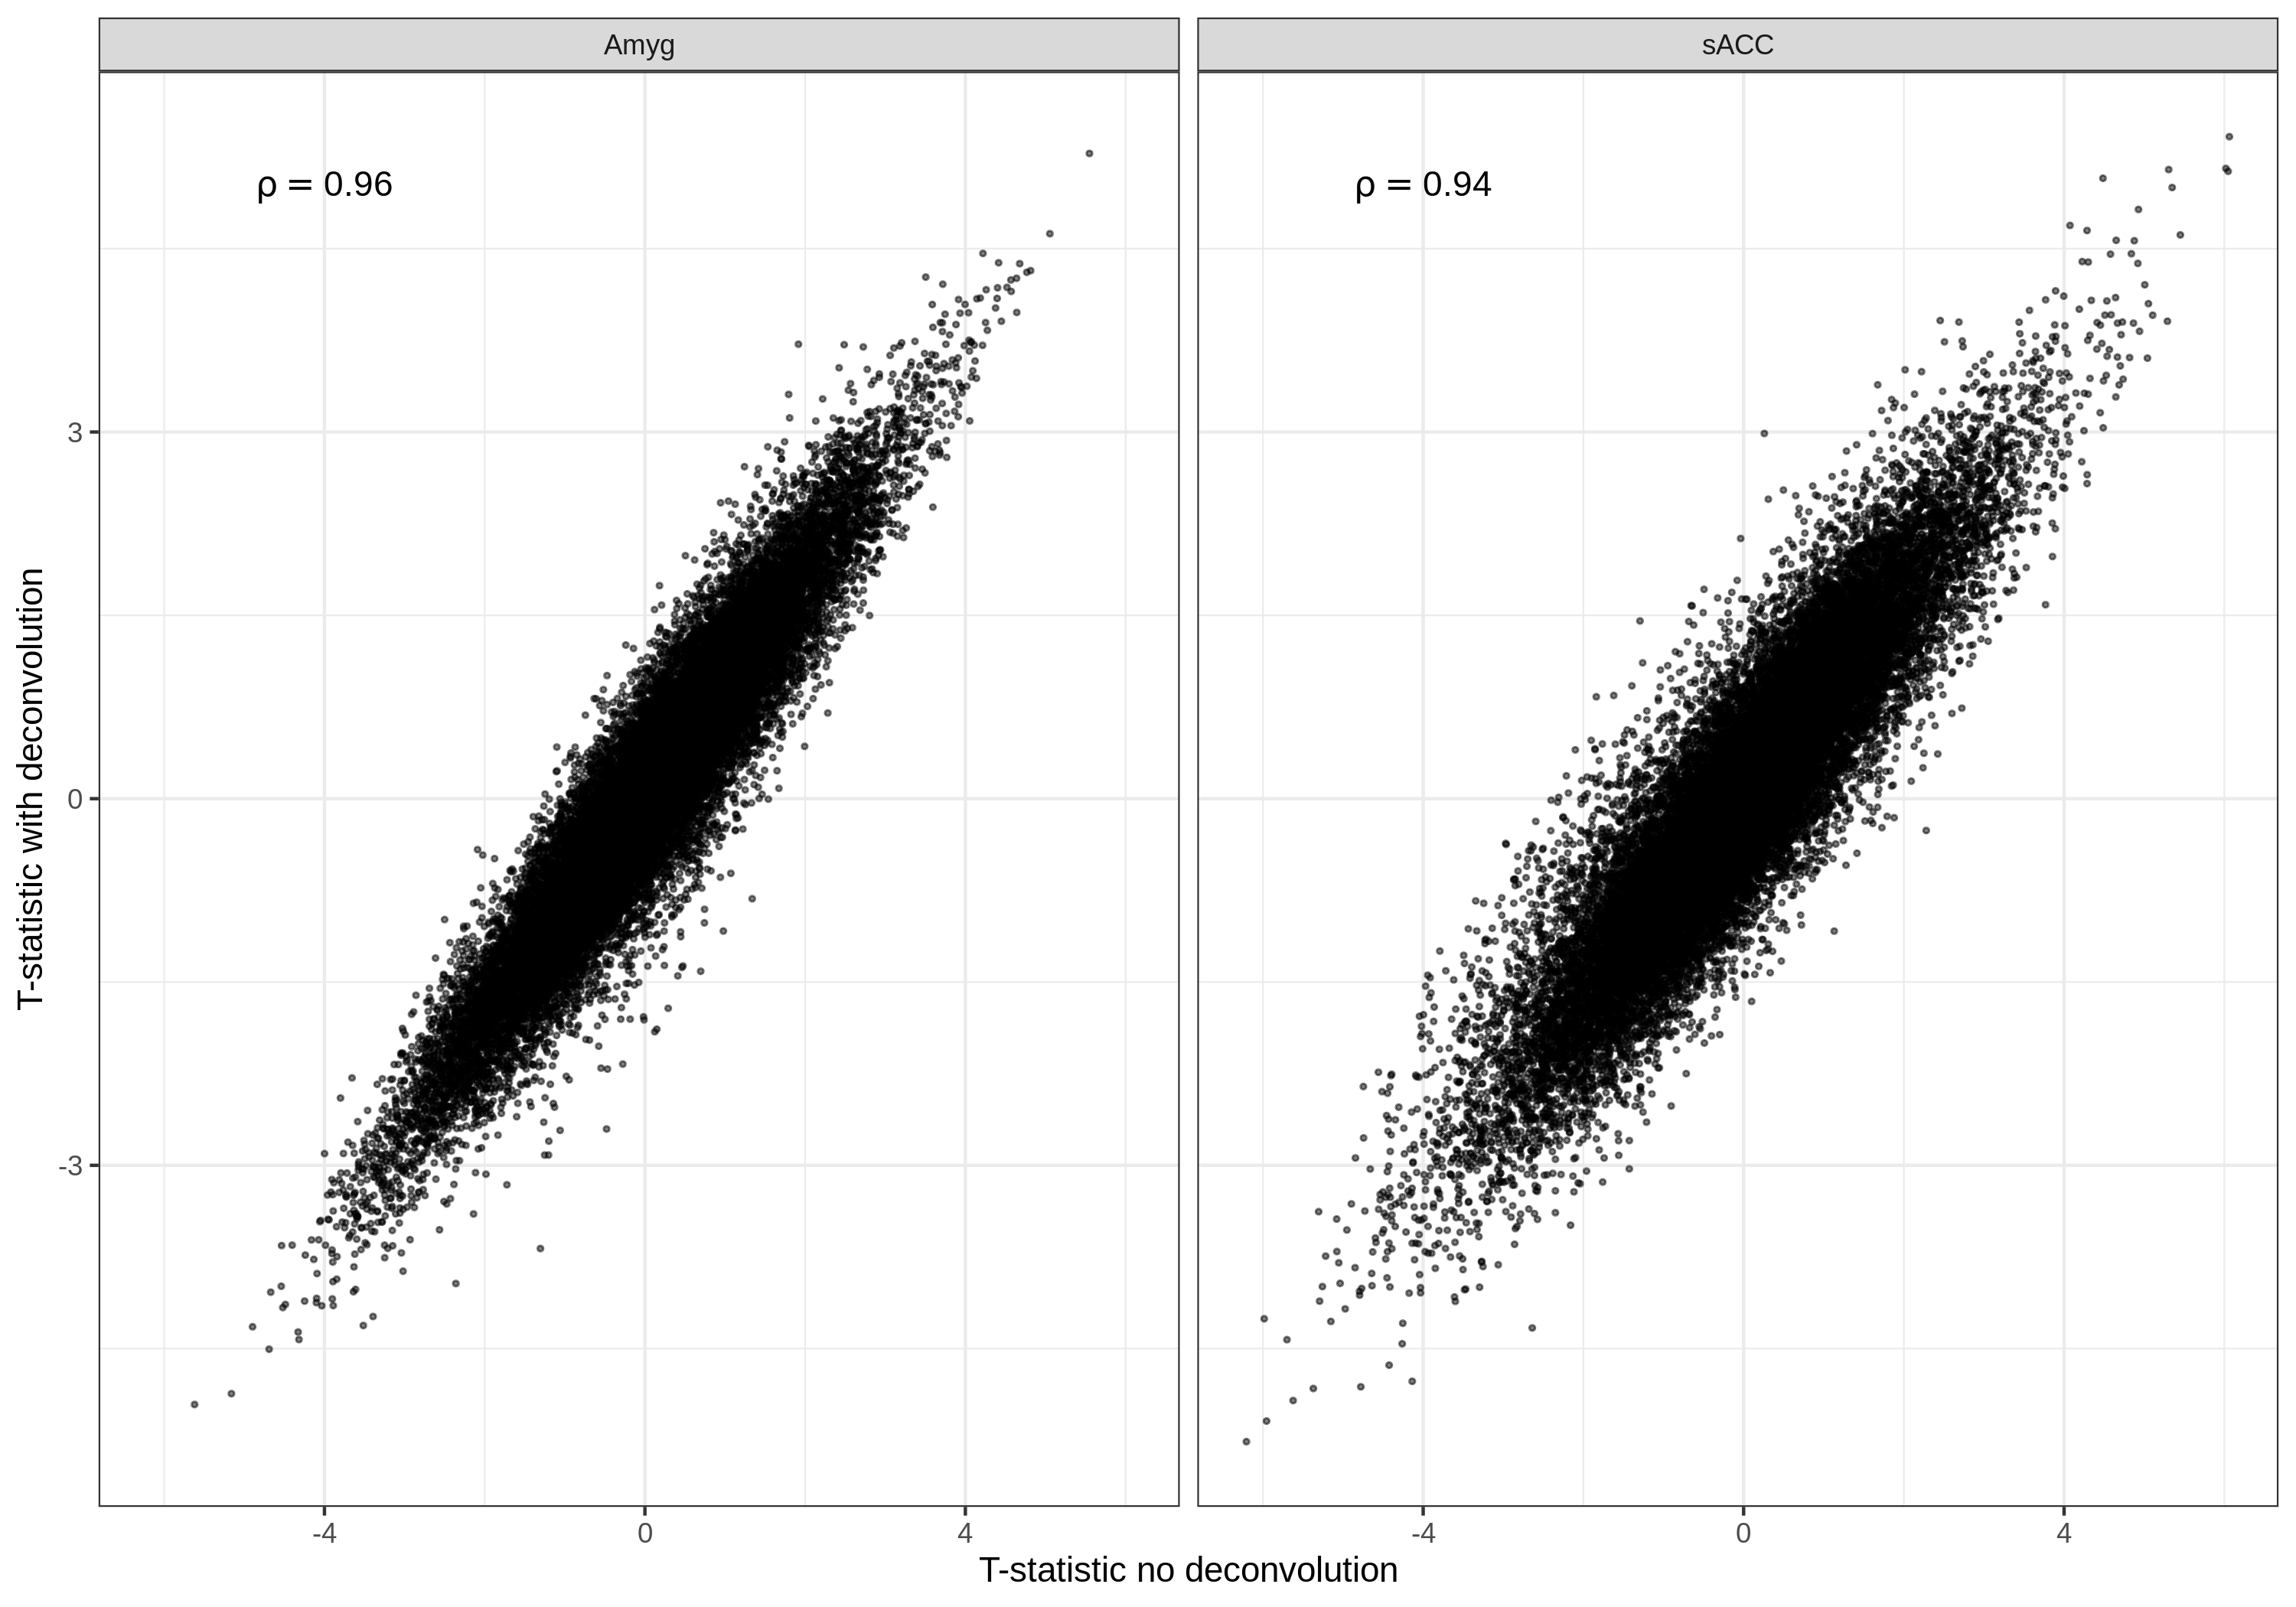 Amyg
sACC
ρ = 0.96
ρ = 0.94
T-statistic with deconvolution
3
0
-3
-4
0
4
-4
0
4
T-statistic no deconvolution